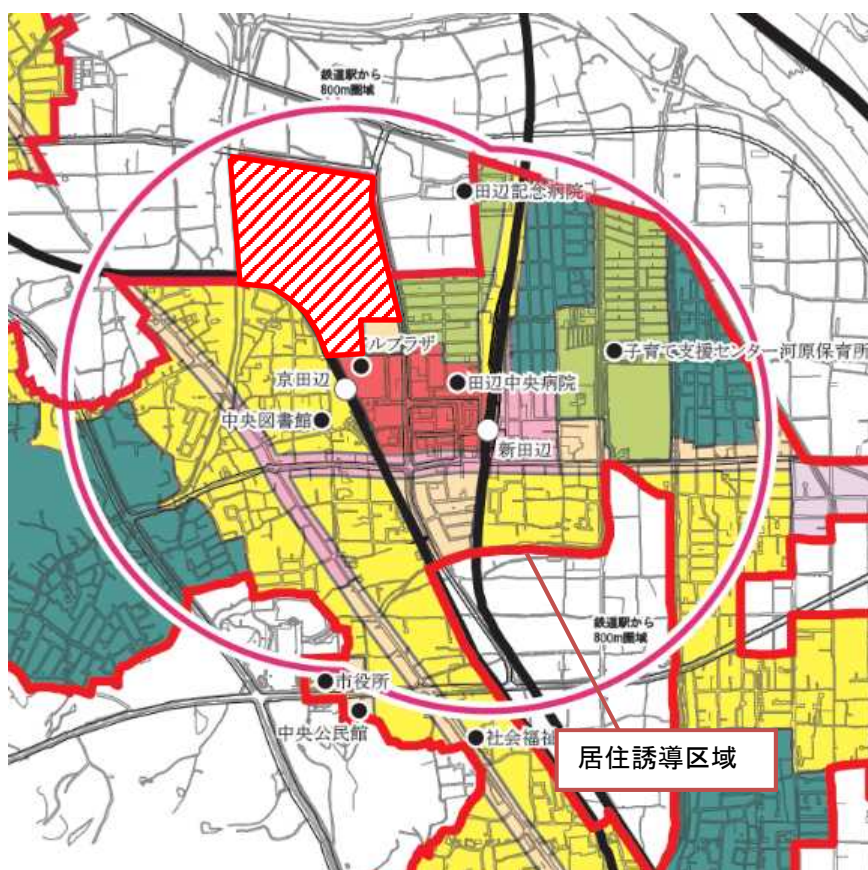 鉄道駅から
800m圏域
田辺記念病院
ルプラザ
子育て支援センター河原保育所
京田辺
田辺中央病院
中央図書館
新田辺
鉄道駅から
800m圏域
市役所
中央公民館
社会福祉
居住誘導区域